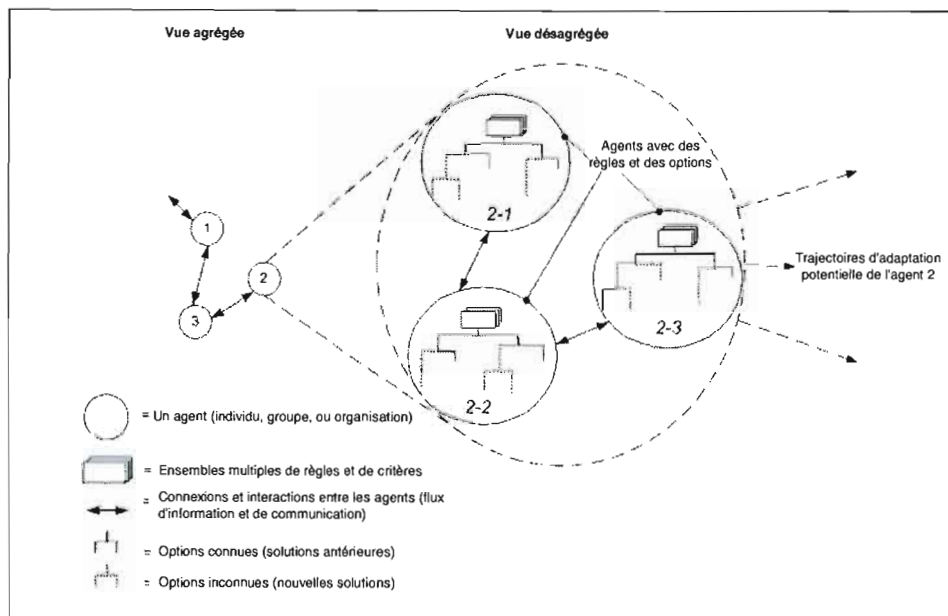 Vue agrégée
Vue désagrégée
Agents avec des
règles et des options
2-1
1
2
3
2-3
2-2
Trajectoires d'adaptation
potentielle de l'agent 2
= Un agent (individu, groupe, ou organisation)
= Ensembles multiples de règles et de critères
= Connexions et interactions entre les agents (flux
d'information et de communication)
= Options connues (solutions antérieures)
= Options inconnues (nouvelles solutions)